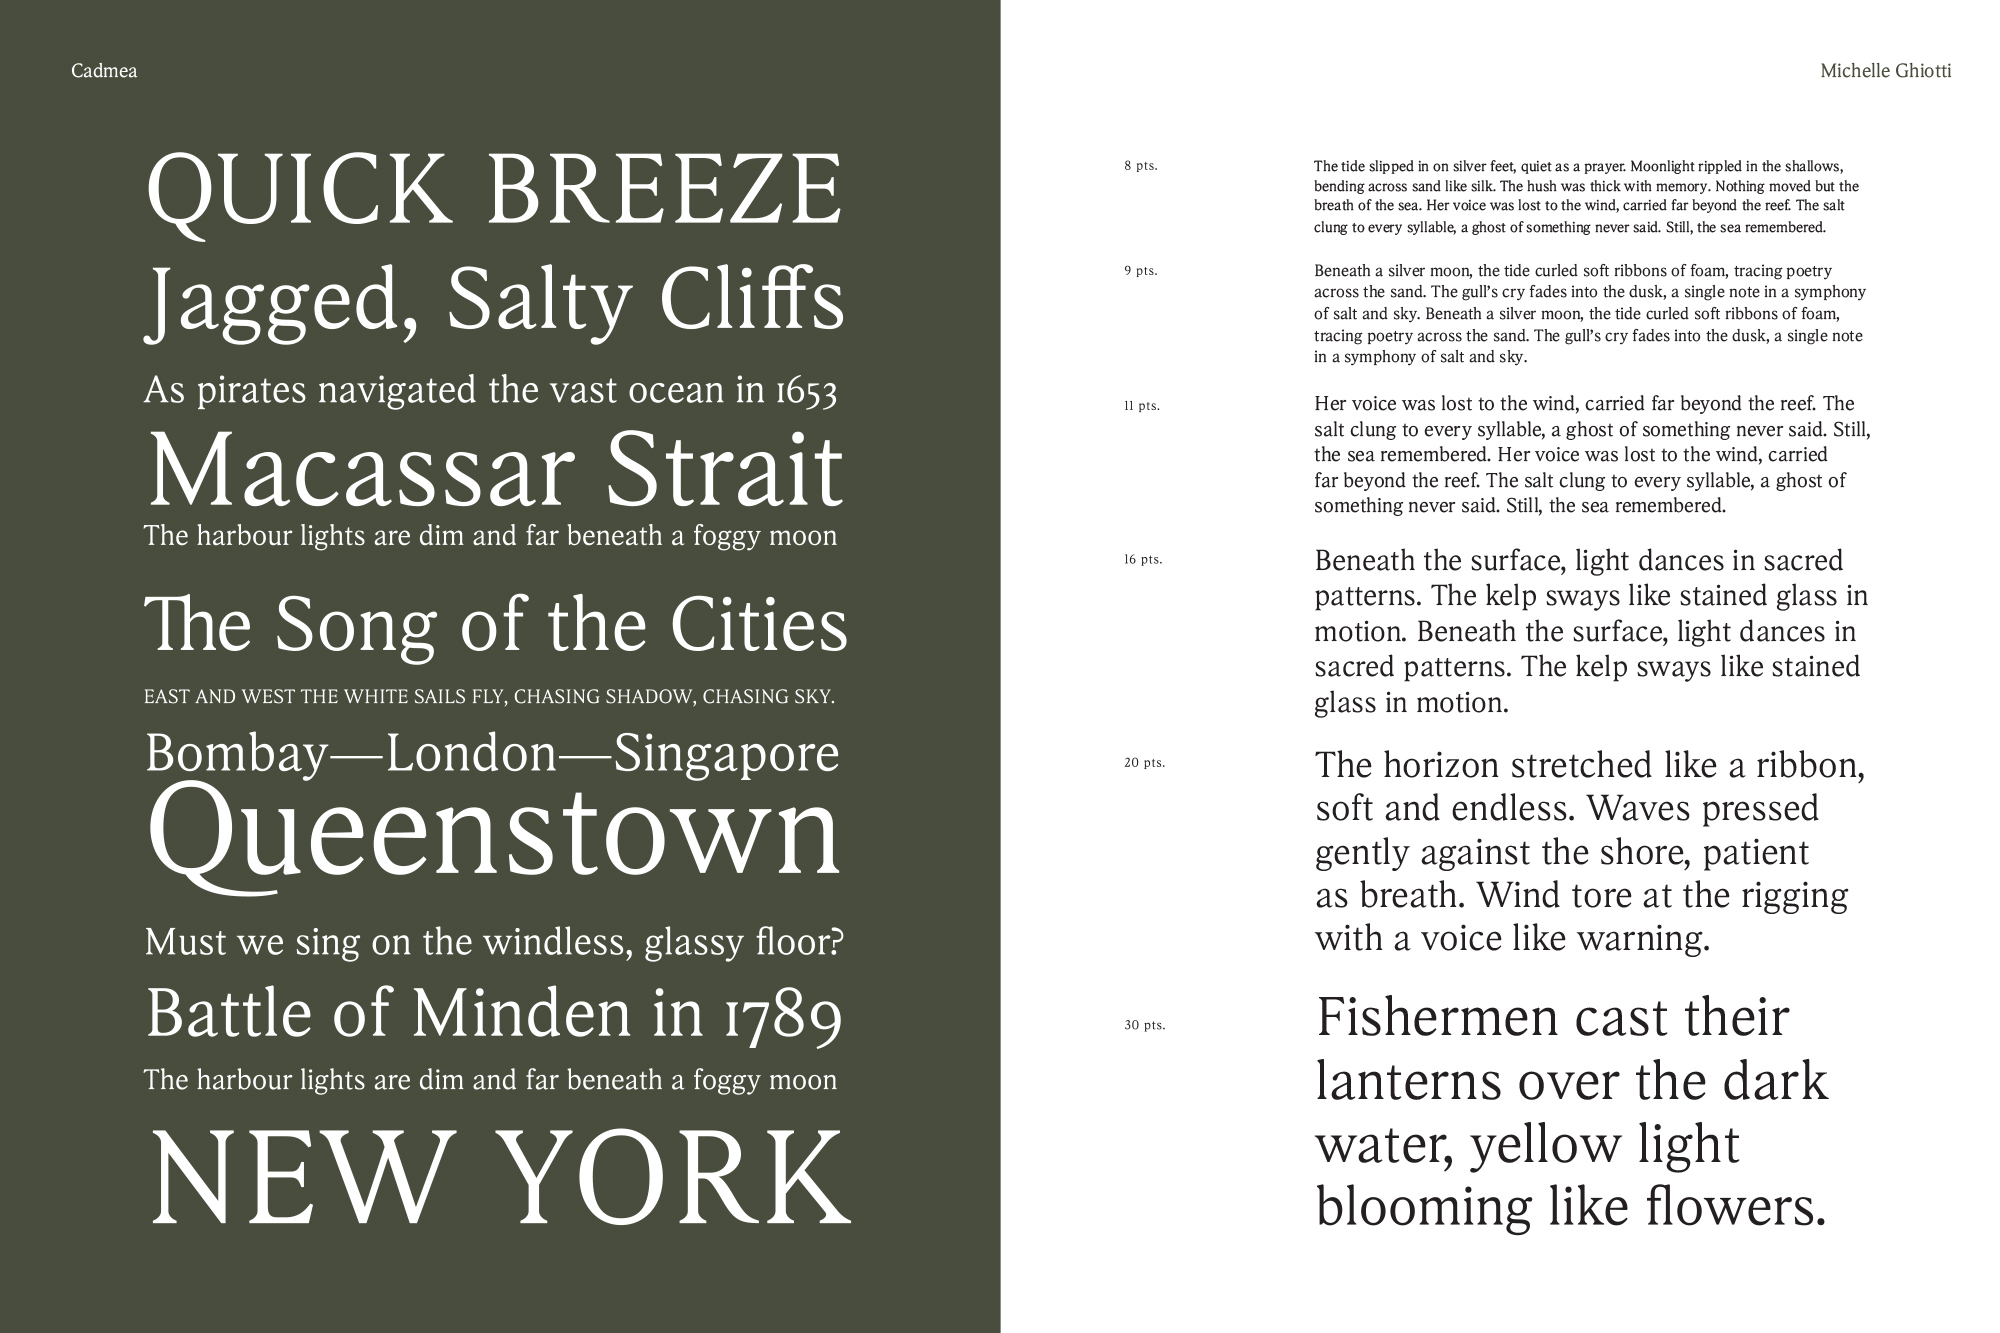 Cadmea
QUICK BREEZE
Jagged, Salty Cliffs
As pirates navigated the vast ocean in 1653
Macassar Strait
The harbour lights are dim and far beneath a foggy moon
The Song of the Cities
EAST AND WEST THE WHITE SAILS FLY, CHASING SHADOW, CHASING SKY.
Bombay—London—Singapore
Queenstown
Must we sing on the windless, glassy floor?
Battle of Minden in 1789
The harbour lights are dim and far beneath a foggy moon
NEW YORK
Michelle Ghiotti
8 pts.
The tide slipped in on silver feet, quiet as a prayer. Moonlight rippled in the shallows,
bending across sand like silk. The hush was thick with memory. Nothing moved but the
breath of the sea. Her voice was lost to the wind, carried far beyond the reef. The salt
clung to every syllable, a ghost of something never said. Still, the sea remembered.
9 pts.
Beneath a silver moon, the tide curled soft ribbons of foam, tracing poetry
across the sand. The gull’s cry fades into the dusk, a single note in a symphony
of salt and sky. Beneath a silver moon, the tide curled soft ribbons of foam,
tracing poetry across the sand. The gull’s cry fades into the dusk, a single note
in a symphony of salt and sky.
11 pts.
Her voice was lost to the wind, carried far beyond the reef. The
salt clung to every syllable, a ghost of something never said. Still,
the sea remembered. Her voice was lost to the wind, carried
far beyond the reef. The salt clung to every syllable, a ghost of
something never said. Still, the sea remembered.
16 pts.
Beneath the surface, light dances in sacred
patterns. The kelp sways like stained glass in
motion. Beneath the surface, light dances in
sacred patterns. The kelp sways like stained
glass in motion.
20 pts.
The horizon stretched like a ribbon,
soft and endless. Waves pressed
gently against the shore, patient
as breath. Wind tore at the rigging
with a voice like warning.
30 pts.
Fishermen cast their
lanterns over the dark
water, yellow light
blooming like flowers.